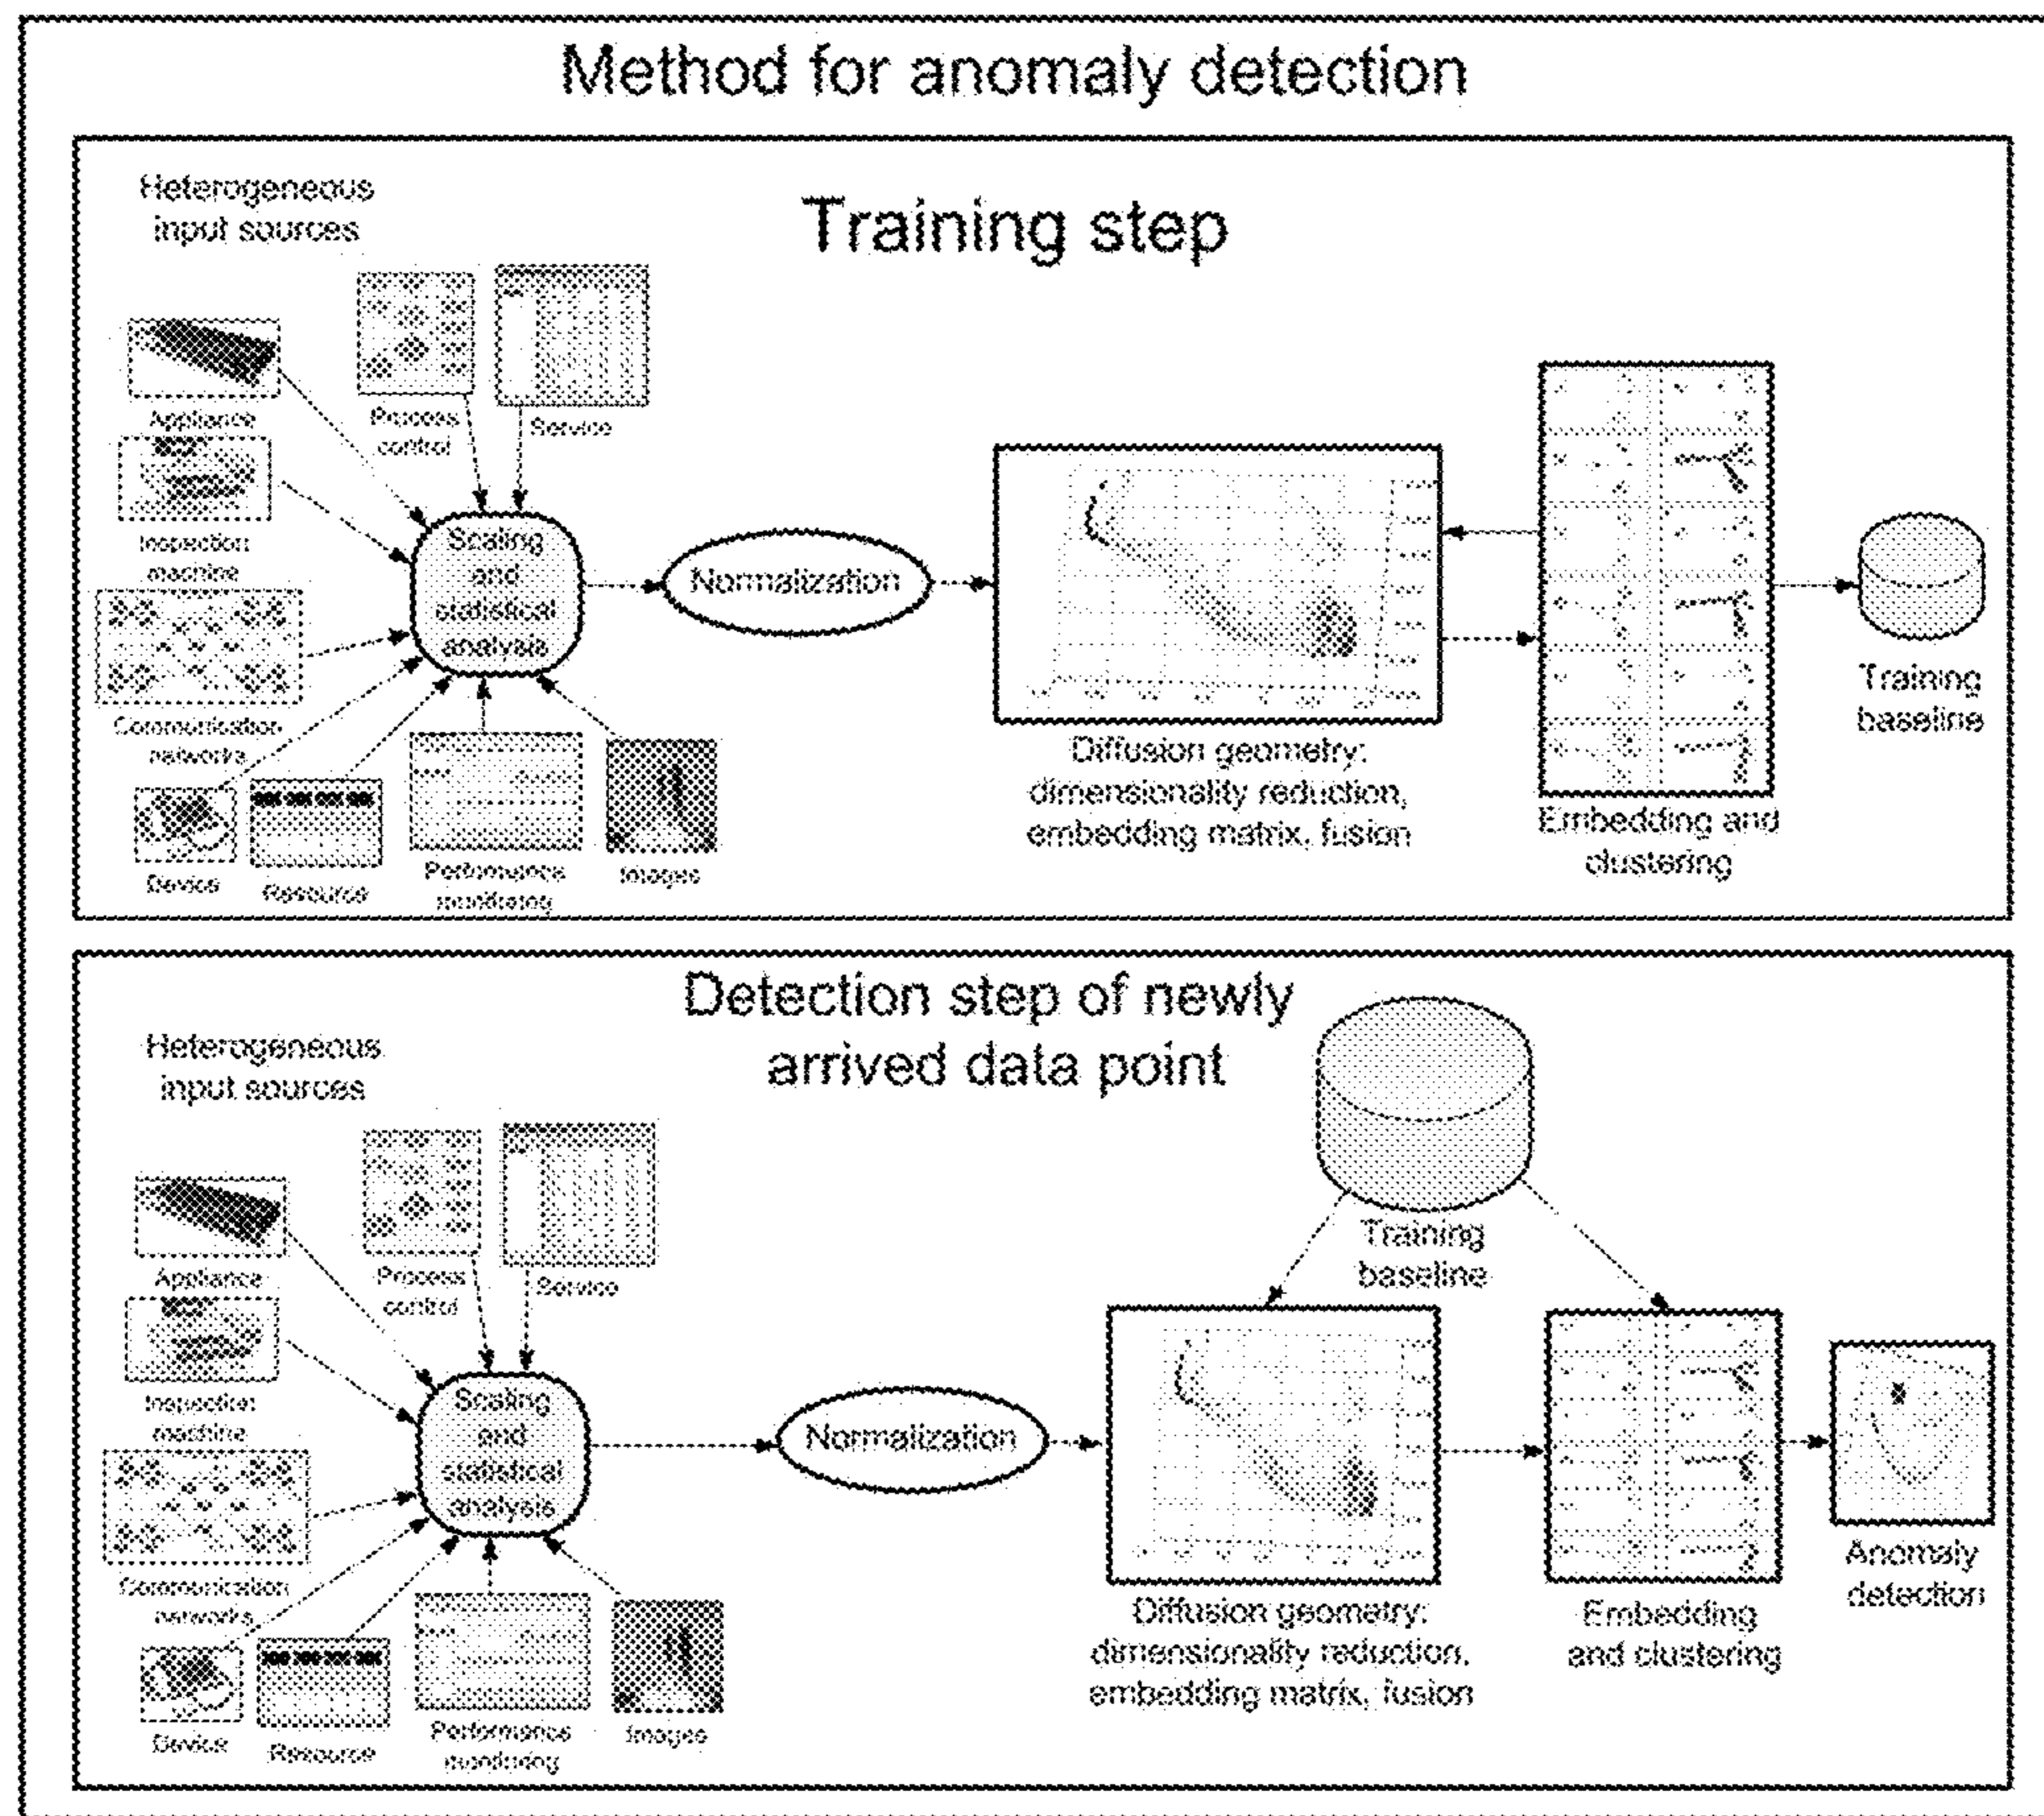 Method for anomaly detection
Training step
Heterogeneous
input sources
Appliance
Process
control
Service
Inspection
machine
Scaling
and
statistical
analysis
Normalization
Communication
networks
Device
Resource
Performance
monitoring
Images
Diffusion geometry:
dimensionality reduction,
embedding matrix, fusion
Embedding and
clustering
Training
baseline
Detection step of newly
arrived data point
Heterogeneous
input sources
Appliance
Process
control
Service
Inspection
machine
Scaling
and
statistical
analysis
Normalization
Communication
networks
Device
Resource
Performance
monitoring
Images
Training
baseline
Diffusion geometry:
dimensionality reduction,
embedding matrix, fusion
Embedding
and clustering
Anomaly
detection